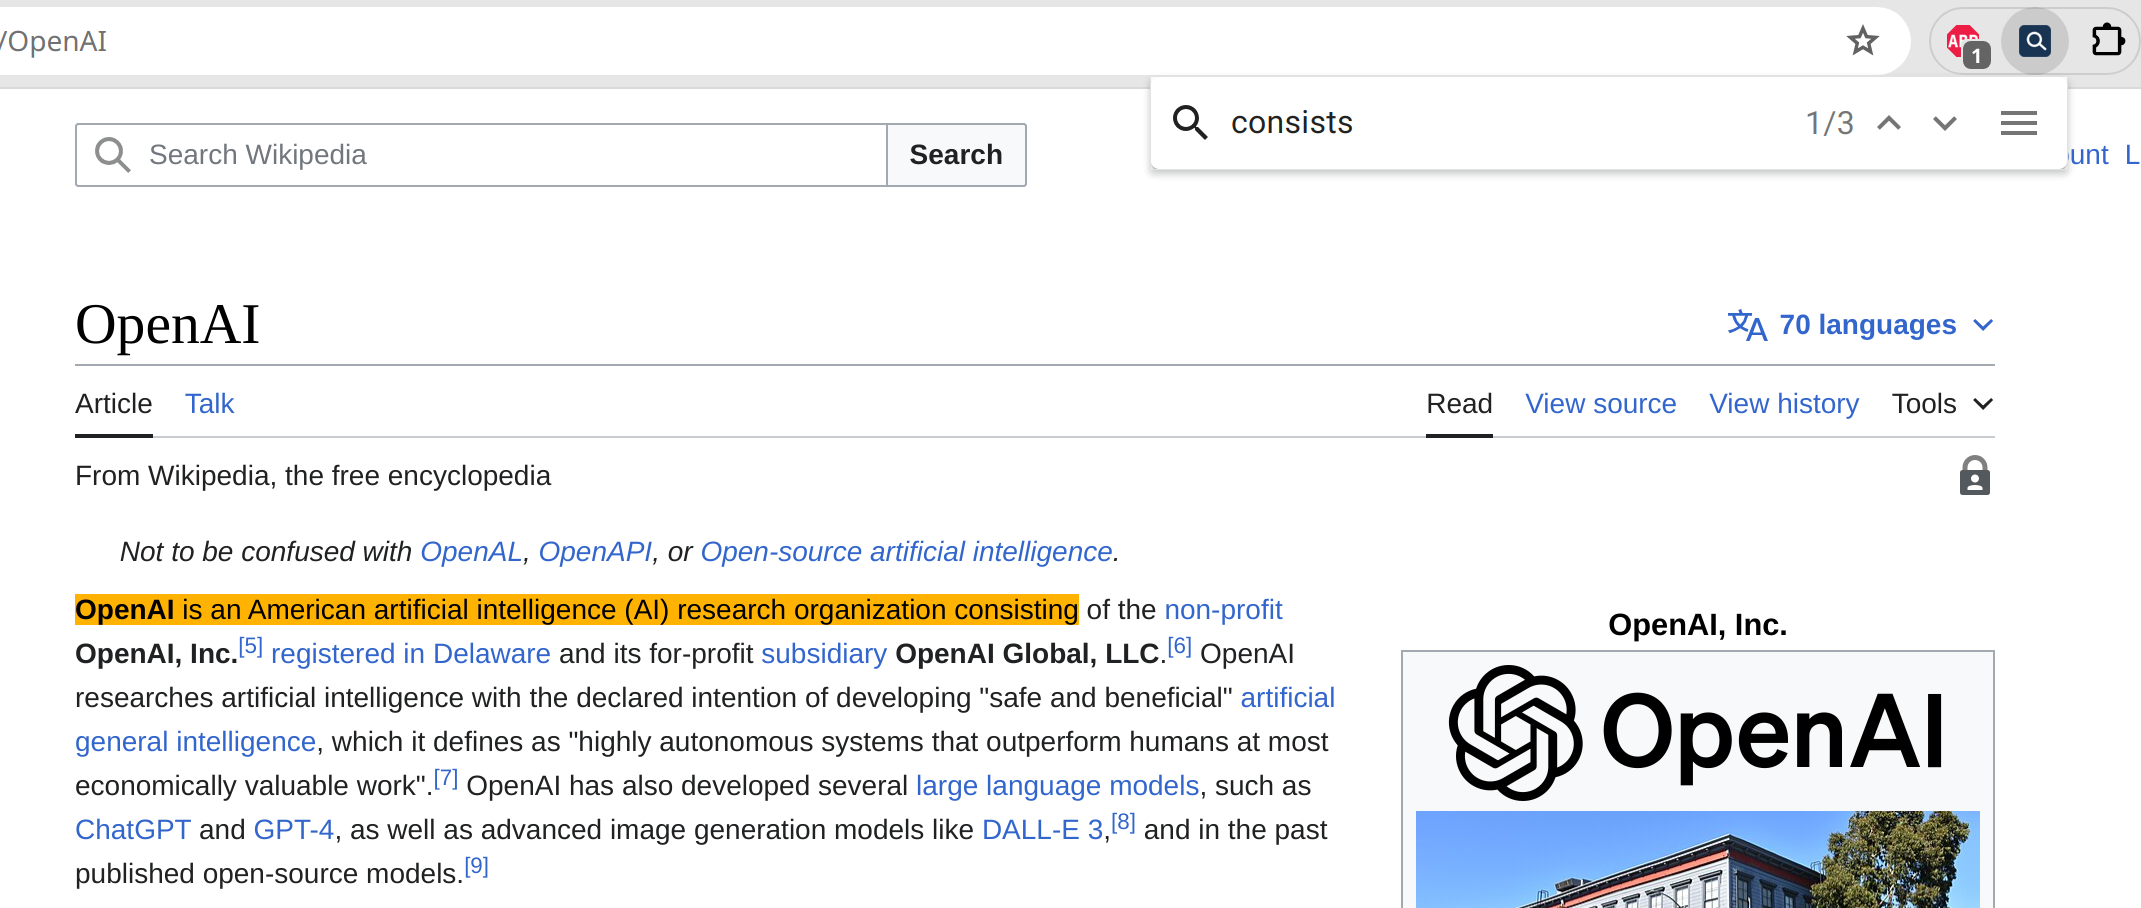 /OpenAI
ABP
1
consists
1/3
Search Wikipedia
Search
unt L
OpenAI
文A 70 languages
Article Talk
Read View source View history Tools
From Wikipedia, the free encyclopedia
Not to be confused with OpenAL, OpenAPI, or Open-source artificial intelligence.
OpenAI is an American artificial intelligence (AI) research organization consisting of the non-profit
OpenAI, Inc.[5] registered in Delaware and its for-profit subsidiary OpenAI Global, LLC.[6] OpenAI
researches artificial intelligence with the declared intention of developing "safe and beneficial" artificial
general intelligence, which it defines as "highly autonomous systems that outperform humans at most
economically valuable work".[7] OpenAI has also developed several large language models, such as
ChatGPT and GPT-4, as well as advanced image generation models like DALL-E 3,[8] and in the past
published open-source models.[9]
OpenAI, Inc.
OpenAI